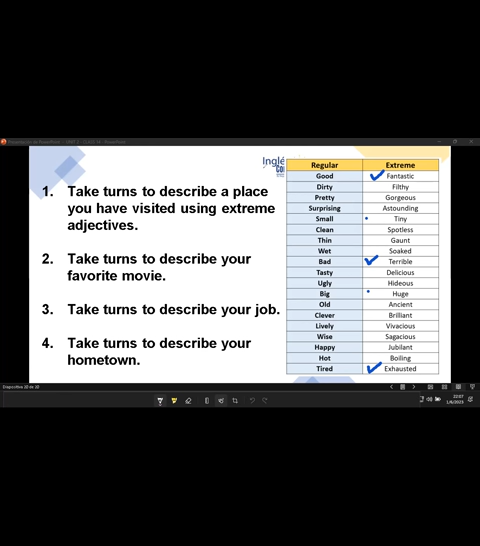 Inglé
1. Take turns to describe a place
you have visited using extreme
adjectives.
2. Take turns to describe your
favorite movie.
3. Take turns to describe your job.
4. Take turns to describe your
hometown.
Regular Extreme
Good Fantastic
Dirty Filthy
Pretty Gorgeous
Surprising Astounding
Small Tiny
Clean Spotless
Thin Gaunt
Wet Soaked
Bad Terrible
Tasty Delicious
Ugly Hideous
Big Huge
Old Ancient
Clever Brilliant
Lively Vivacious
Wise Sagacious
Happy Jubilant
Hot Boiling
Tired Exhausted
22:07